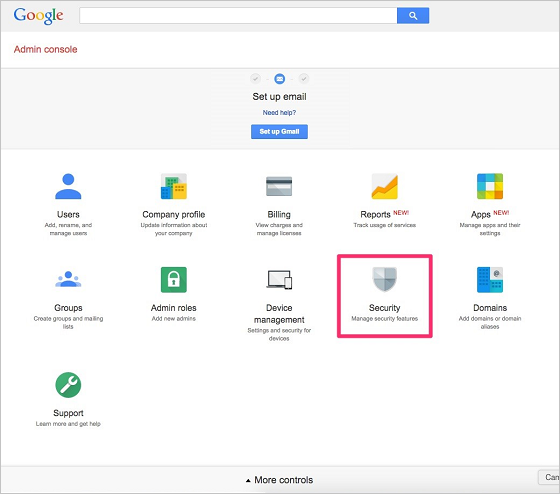 Google
Admin console
Set up email
Need help?
Set up Gmail
Users
Add, rename, and
manage users
Company profile
Update information about
your company
Billing
View charges and
manage licenses
Reports NEW!
Track usage of services
Apps NEW!
Manage apps and their
settings
Groups
Create groups and mailing
lists
Admin roles
Add new admins
Device
management
Settings and security for
devices
Security
Manage security features
Domains
Add domains or domain
aliases
Support
Learn more and get help
More controls
Can